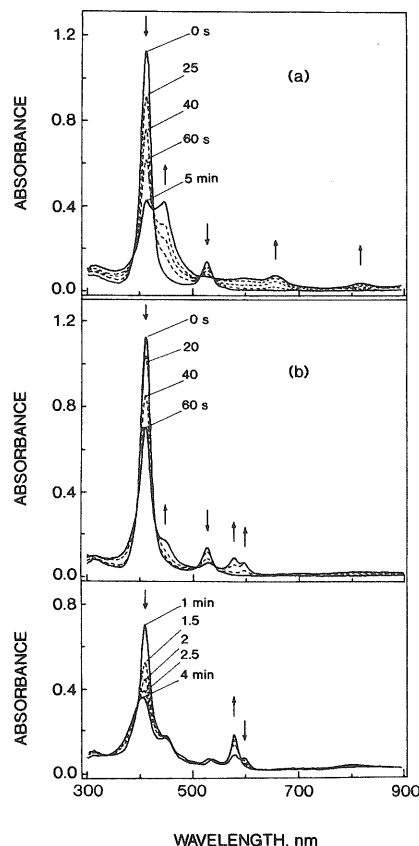 1.2
0 s
25
(a)
40
0.8
60 s
5 min
0.4
0.0
ABSORBANCE
1.2
0 s
20
(b)
40
0.8
60 s
0.4
0.0
ABSORBANCE
0.8
1 min
1.5
2
2.5
0.4
4 min
0.0
ABSORBANCE
300 500 700 900
WAVELENGTH, nm